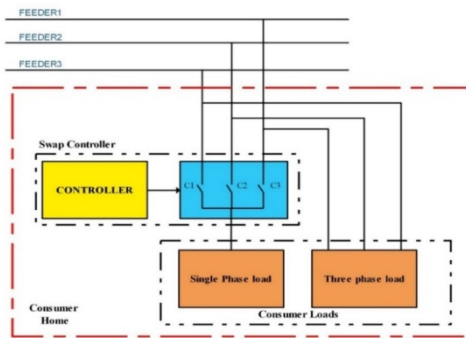 FEEDER1
FEEDER2
FEEDER3
Swap Controller
CONTROLLER
C1 C2 C3
Single Phase load
Three phase load
Consumer Loads
Consumer
Home